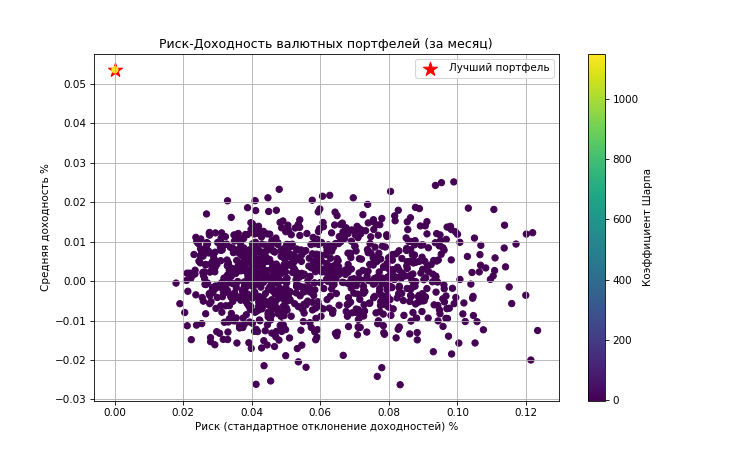 Риск-Доходность валютных портфелей (за месяц)
Лучший портфель
Средняя доходность %
0.05
0.04
0.03
0.02
0.01
0.00
−0.01
−0.02
−0.03
0.00 0.02 0.04 0.06 0.08 0.10 0.12
Риск (стандартное отклонение доходностей) %
1000
800
600
400
200
0
Коэффициент Шарпа